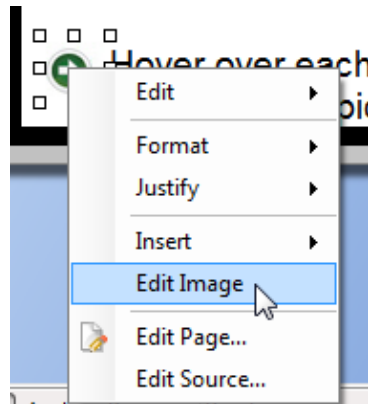 Hover over each
Edit
Format
Justify
Insert
Edit Image
Edit Page...
Edit Source...